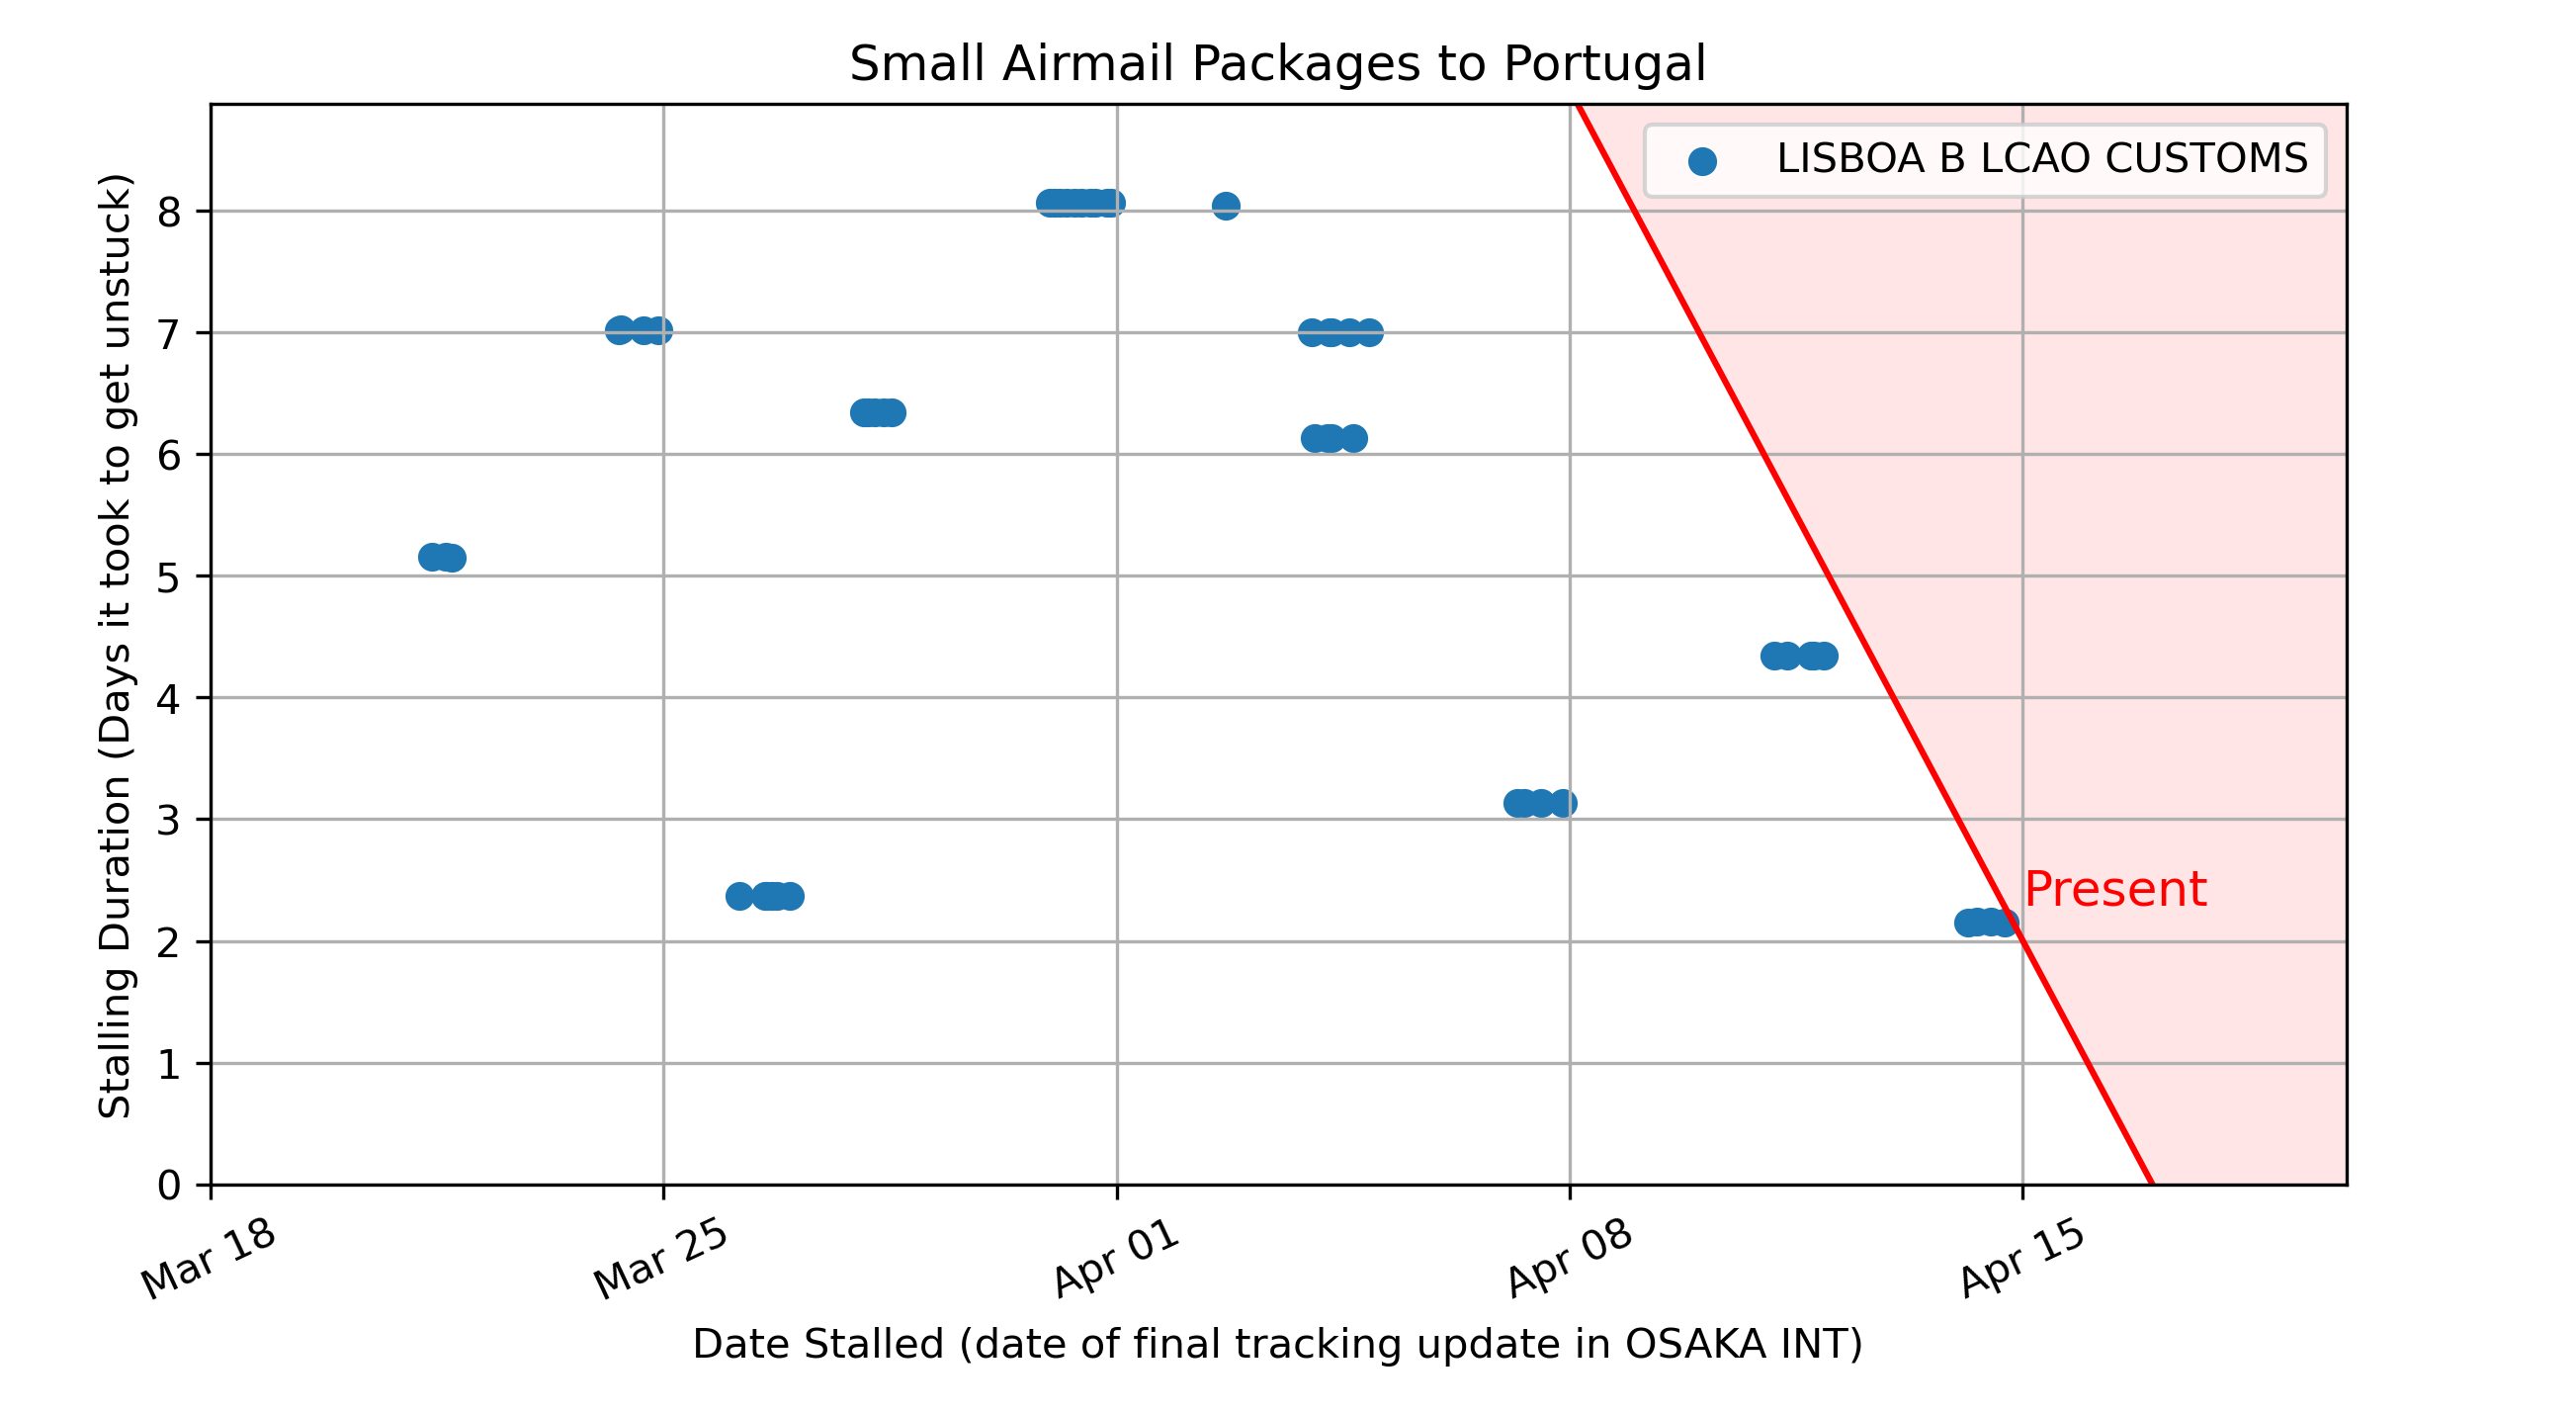 Small Airmail Packages to Portugal
LISBOA B LCAO CUSTOMS
Stalling Duration (Days it took to get unstuck)
8
7
6
5
4
3
2
1
0
Present
Mar 18
Mar 25
Apr 01
Apr 08
Apr 15
Date Stalled (date of final tracking update in OSAKA INT)